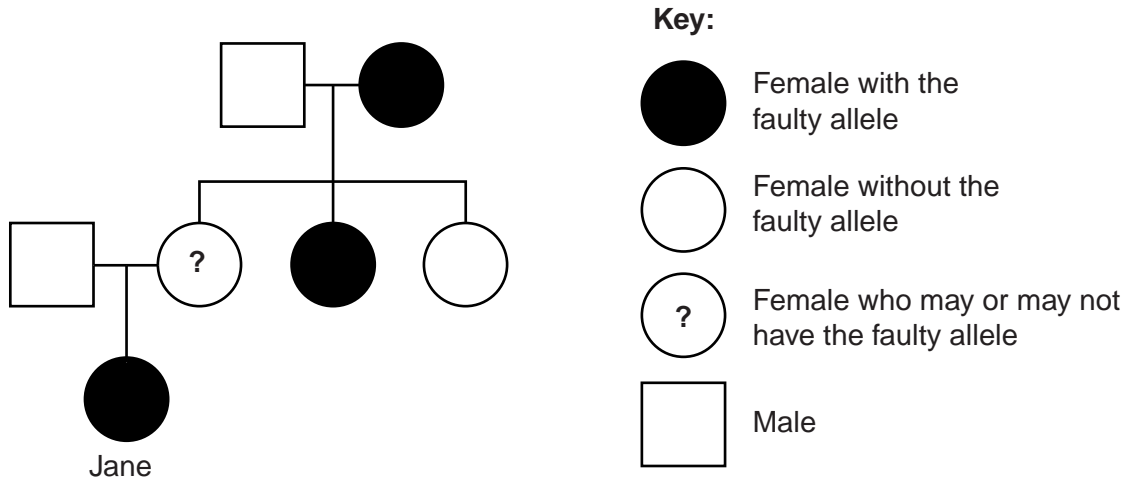 Key:
Female with the
faulty allele
Female without the
faulty allele
?
Female who may or may not
have the faulty allele
?
Male
Jane